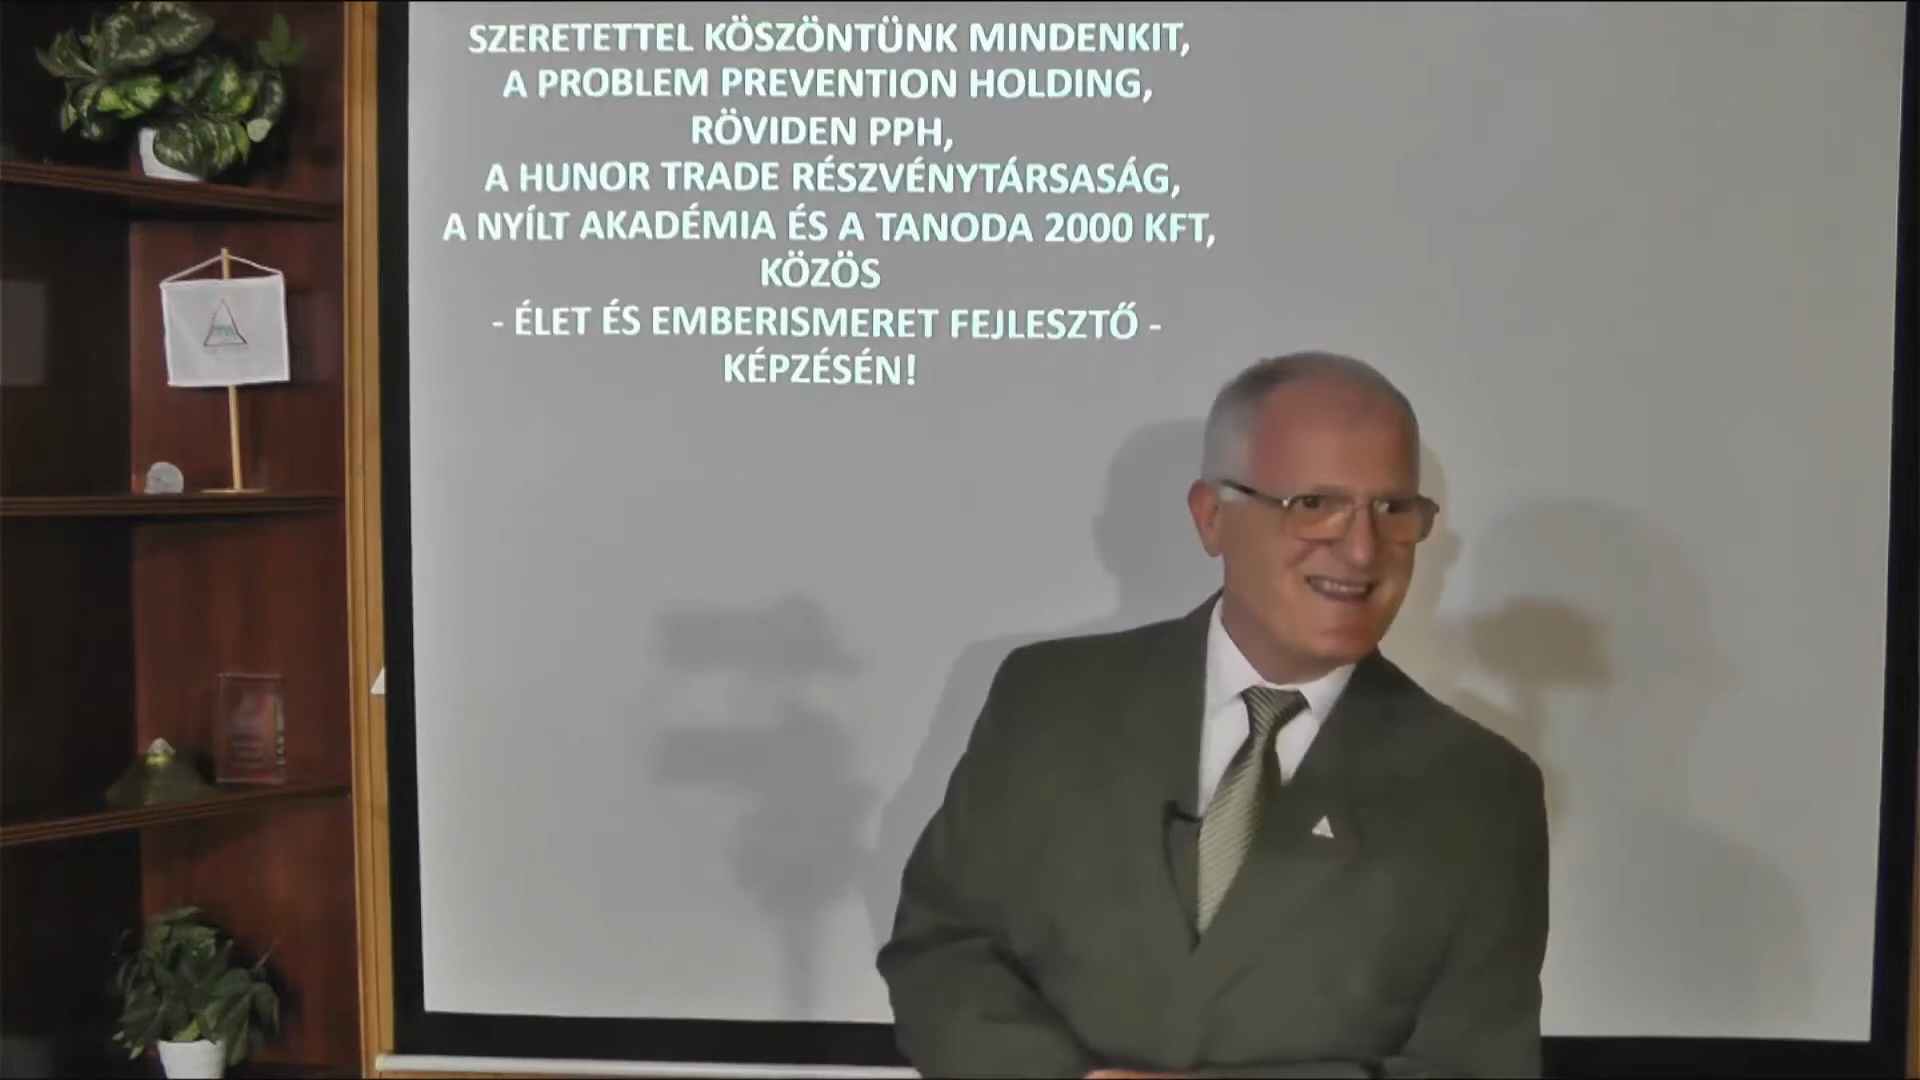 SZERETETTEL KÖSZÖNTÜNK MINDENKIT,
A PROBLEM PREVENTION HOLDING,
RÖVIDEN PPH,
A HUNOR TRADE RÉSZVÉNYTÁRSASÁG,
A NYÍLT AKADÉMIA ÉS A TANODA 2000 KFT,
KÖZÖS
- ÉLET ÉS EMBERISMERET FEJLESZTŐ -
KÉPZÉSÉN!